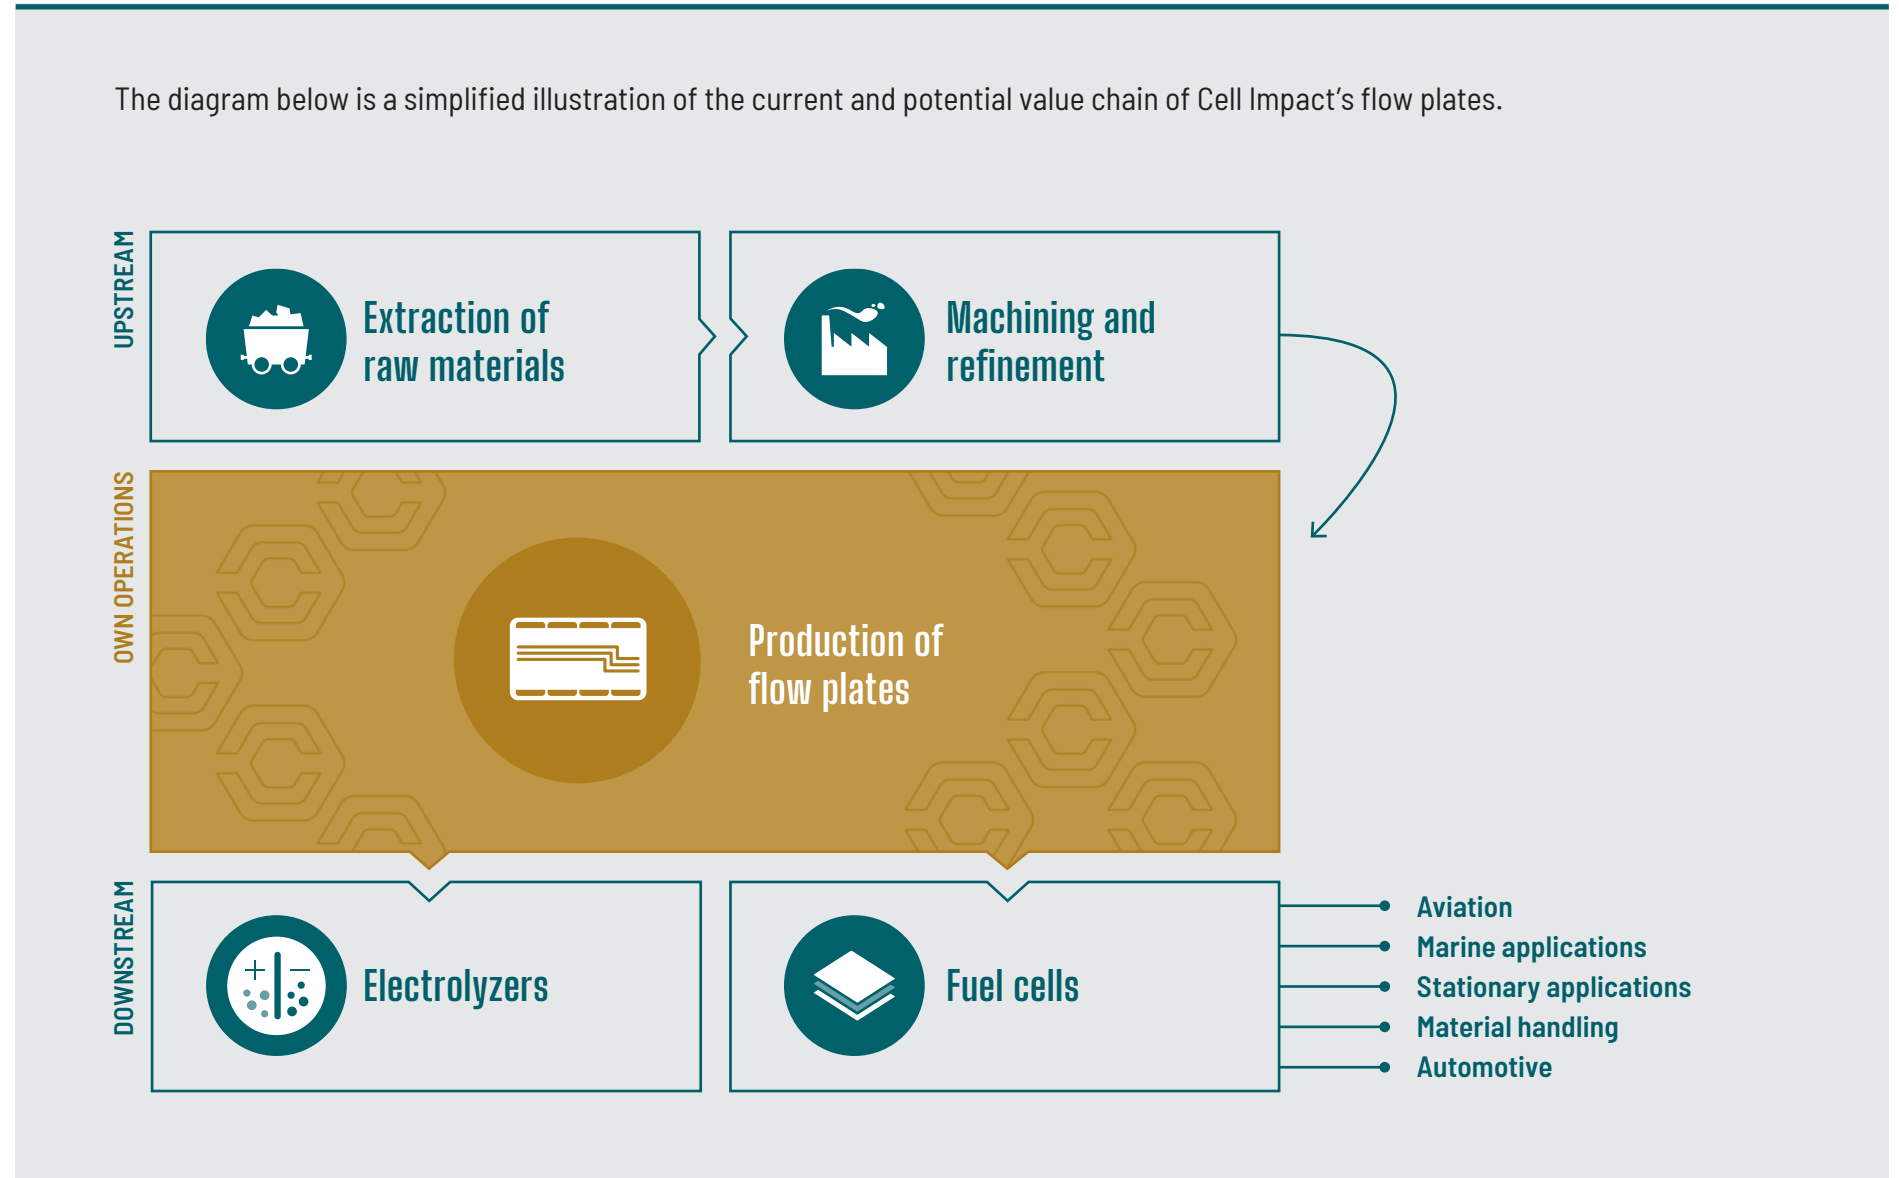 The diagram below is a simplified illustration of the current and potential value chain of Cell Impact's flow plates.
UPSTREAM
Extraction of
raw materials
Machining and
refinement
OWN OPERATIONS
Production of
flow plates
DOWNSTREAM
Electrolyzers
Fuel cells
Aviation
Marine applications
Stationary applications
Material handling
Automotive